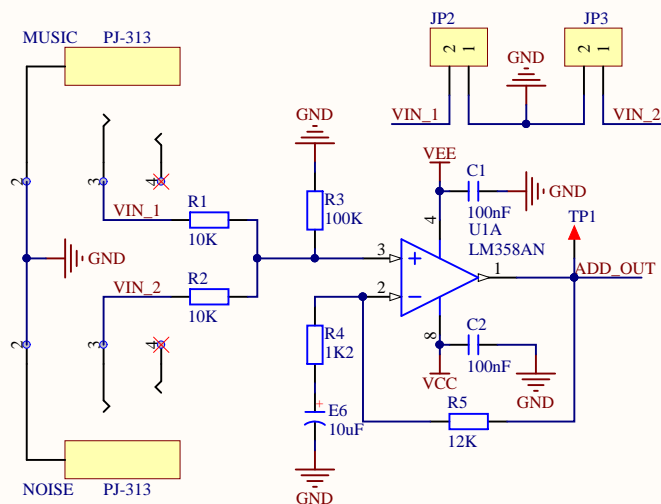 MUSIC PJ-313
JP2
JP3
2 1
2 1
GND
VIN_1
VIN_2
GND
VEE
C1
100nF
GND
2
3
4
R3
100K
4
U1A
LM358AN
TP1
VIN_1
R1
10K
GND
3
1
ADD_OUT
VIN_2
R2
10K
2
2
3
4
R4
1K2
8
C2
100nF
VCC
GND
E6
10uF
R5
12K
GND
NOISE PJ-313